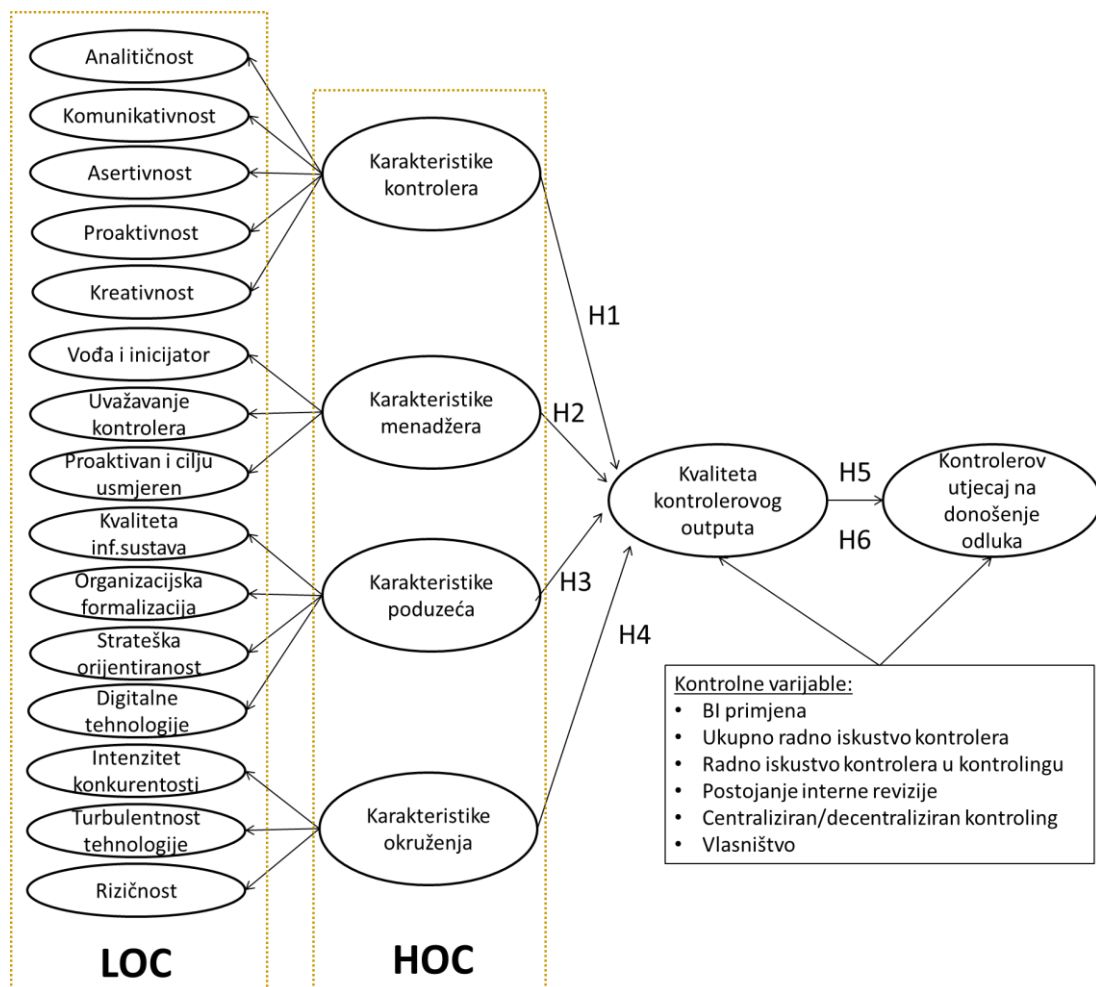 Analitičnost
Komunikativnost
Asertivnost
Proaktivnost
Kreativnost
Vođa i inicijator
Uvažavanje
kontrolera
Proaktivan i cilju
usmjeren
Kvaliteta
inf.sustava
Organizacijska
formalizacija
Strateška
orijentiranost
Digitalne
tehnologije
Intenzitet
konkurentosti
Turbulentnost
tehnologije
Rizičnost
LOC
Karakteristike
kontrolera
Karakteristike
menadžera
Karakteristike
poduzeća
Karakteristike
okruženja
HOC
H1
H2
H3
H4
Kvaliteta
kontrolerovog
outputa
H5
H6
Kontrolerov
utjecaj na
donošenje
odluka
Kontrolne varijable:
• BI primjena
• Ukupno radno iskustvo kontrolera
• Radno iskustvo kontrolera u kontrolingu
• Postojanje interne revizije
• Centraliziran/decentraliziran kontroling
• Vlasništvo